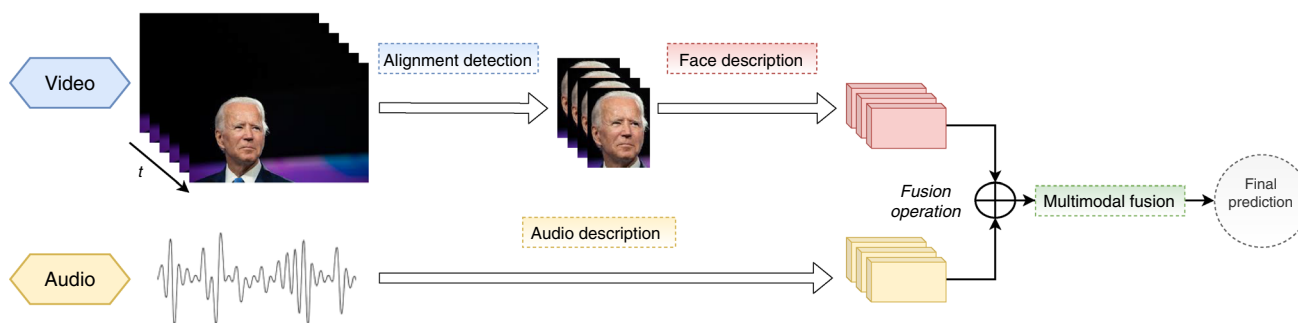 Video
Alignment detection
Face description
t
Fusion
operation
Multimodal fusion
Final
prediction
Audio description
Audio